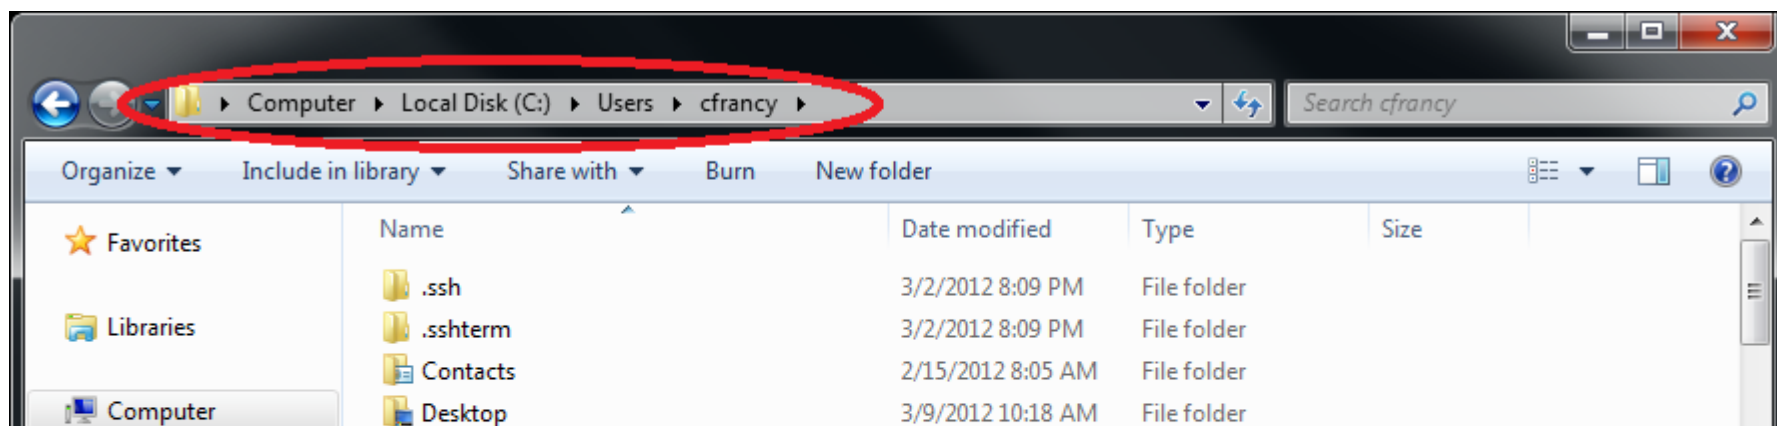 Computer Local Disk (C:) Users cfrancy Search cfrancy
Organize Include in library Share with Burn New folder
Favorites Name Date modified Type Size
.ssh 3/2/2012 8:09 PM File folder
Libraries .sshterm 3/2/2012 8:09 PM File folder
Contacts 2/15/2012 8:05 AM File folder
Computer Desktop 3/9/2012 10:18 AM File folder